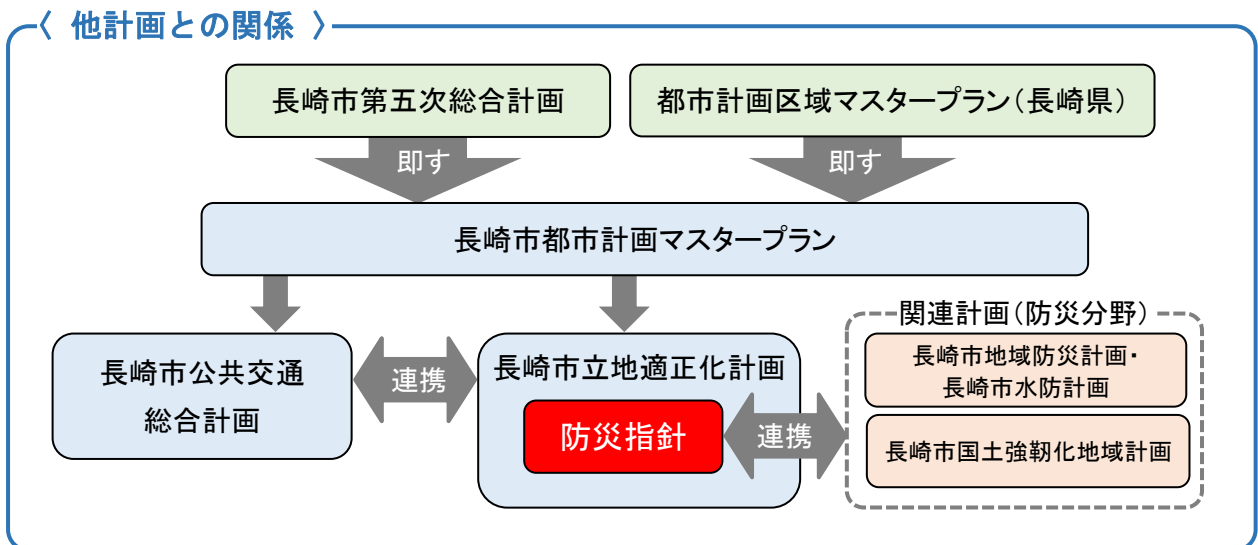 〈 他計画との関係 〉
長崎市第五次総合計画
都市計画区域マスタープラン（長崎県）
即す
即す
長崎市都市計画マスタープラン
長崎市公共交通
総合計画
連携
長崎市立地適正化計画
防災指針
連携
関連計画（防災分野）
長崎市地域防災計画・
長崎市水防計画
長崎市国土強靭化地域計画